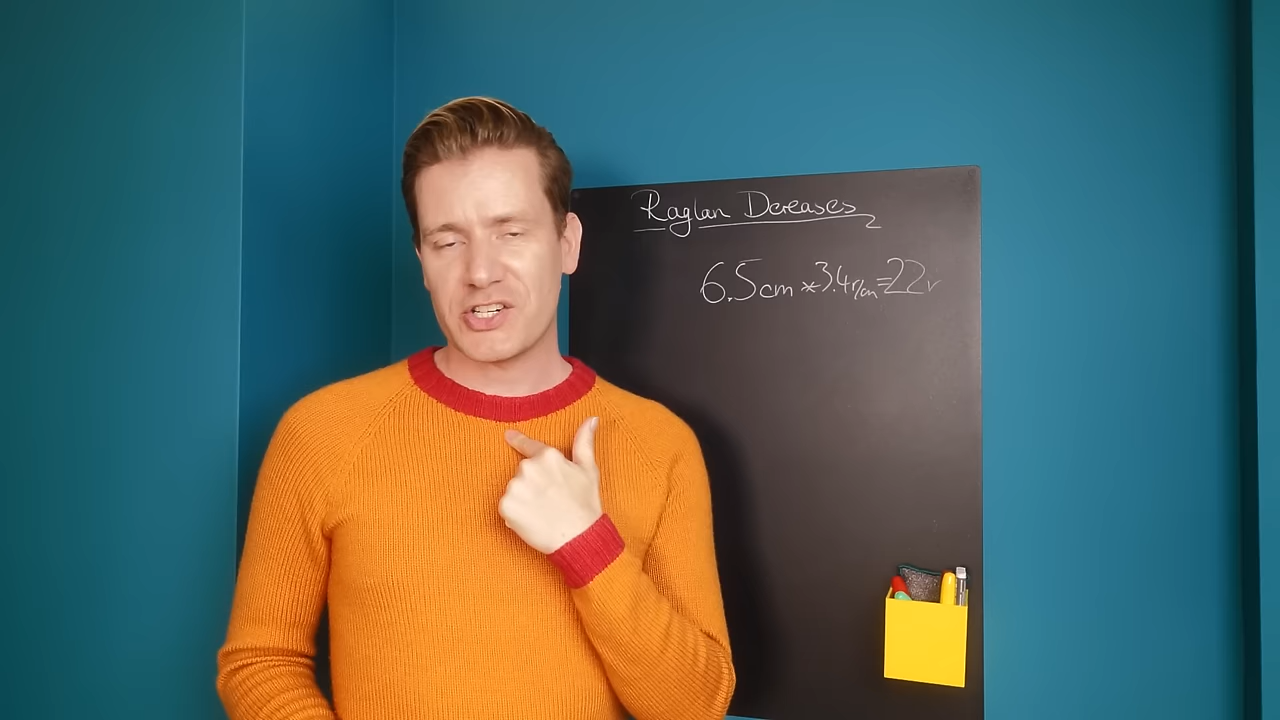 Raglan Dereases
6.5cm * 3.4r/cm = 22r